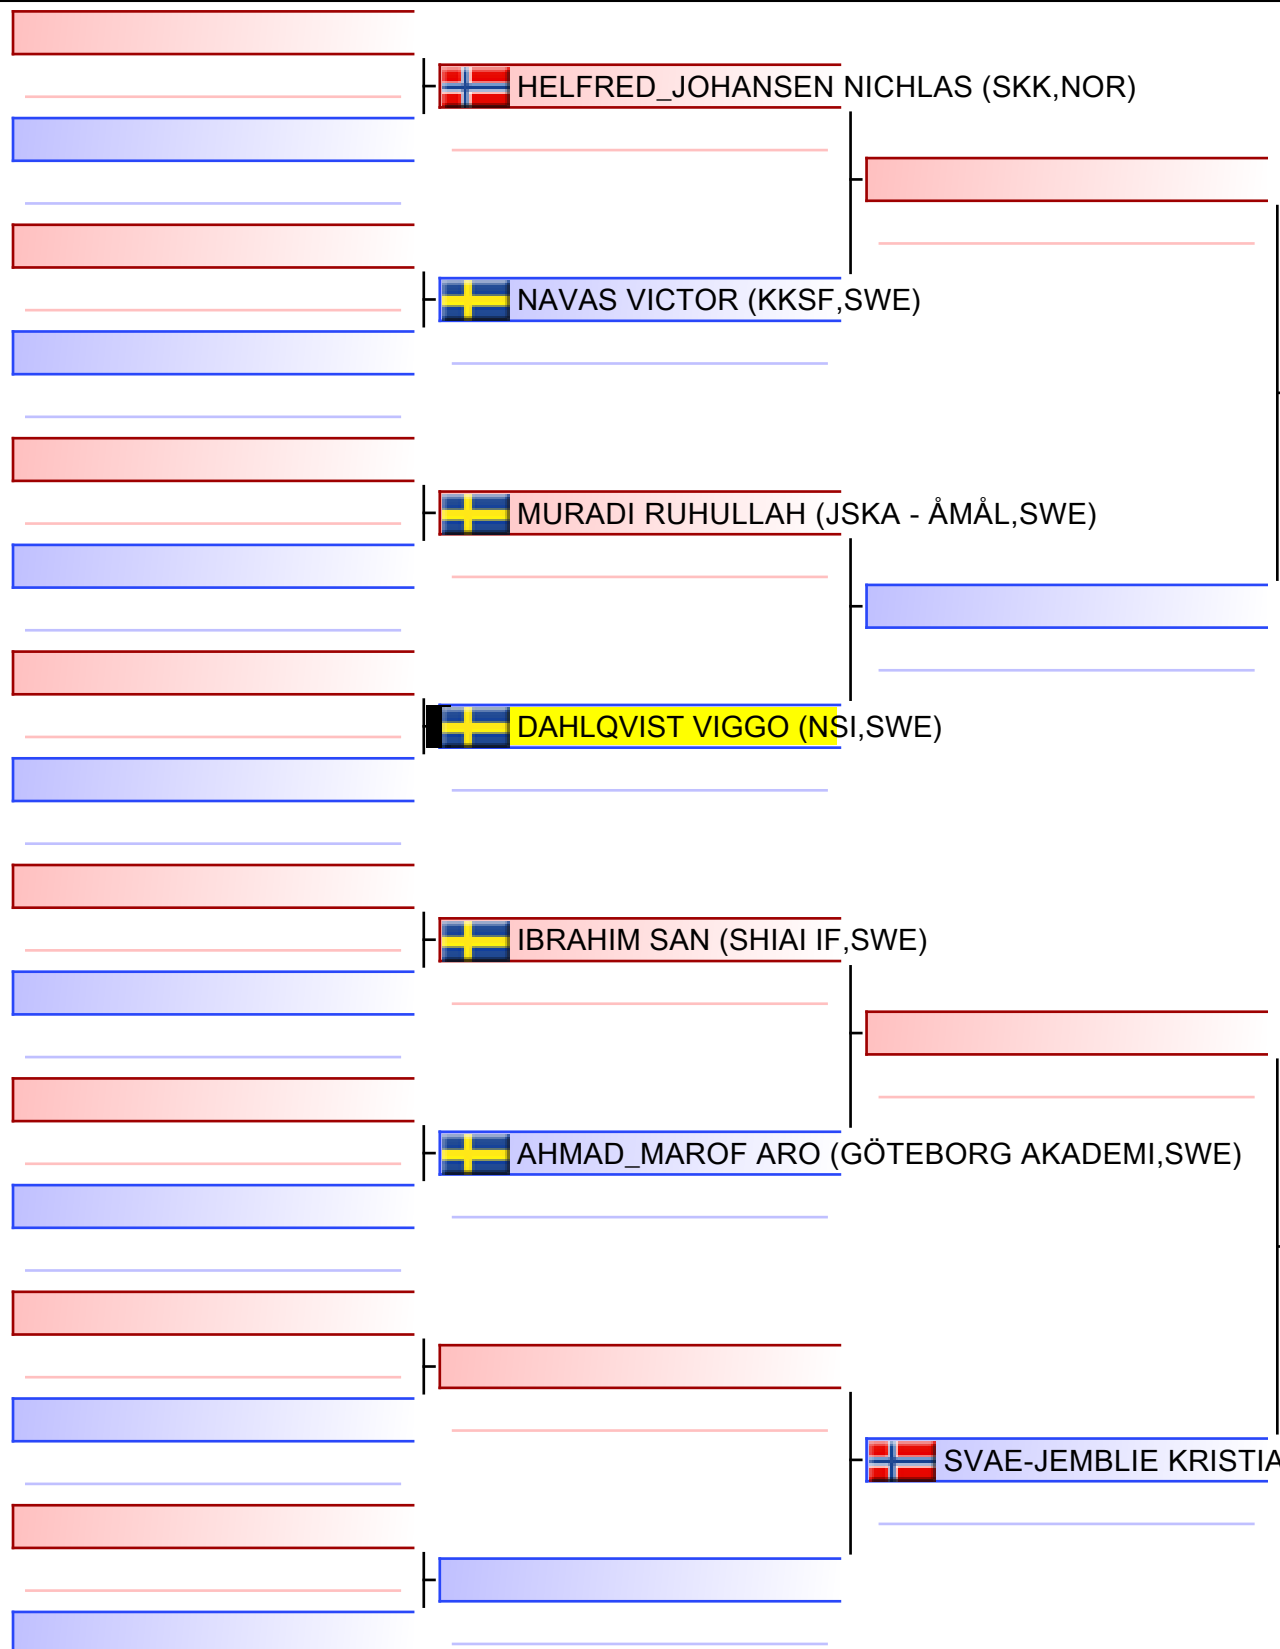 HELFRED_JOHANSEN NICHLAS (SKK,NOR)
NAVAS VICTOR (KKSF,SWE)
MURADI RUHULLAH (JSKA - ÅMÅL,SWE)
DAHLQVIST VIGGO (NSI,SWE)
IBRAHIM SAN (SHIAI IF,SWE)
AHMAD_MAROF ARO (GÖTEBORG AKADEMI,SWE)
SVAE-JEMBLIE KRISTIA